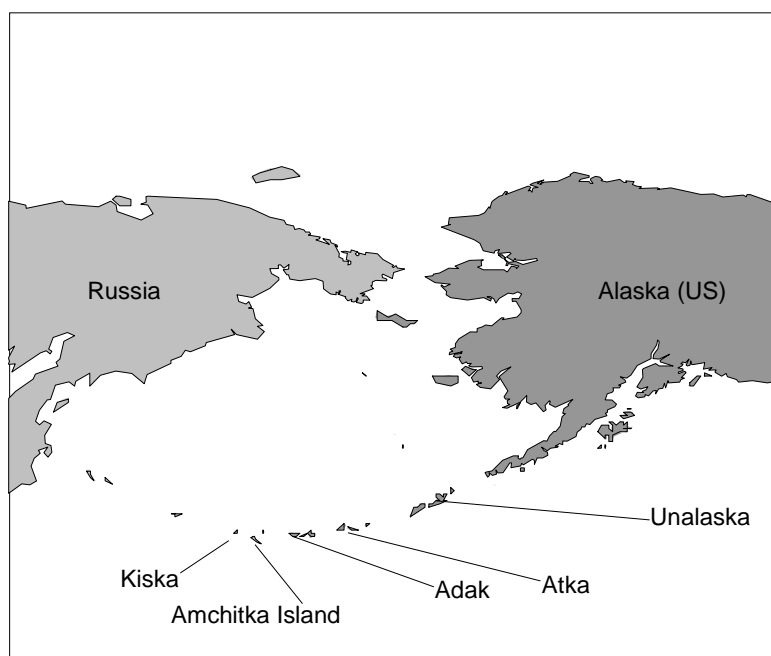 Russia
Alaska (US)
Unalaska
Kiska
Adak
Atka
Amchitka Island